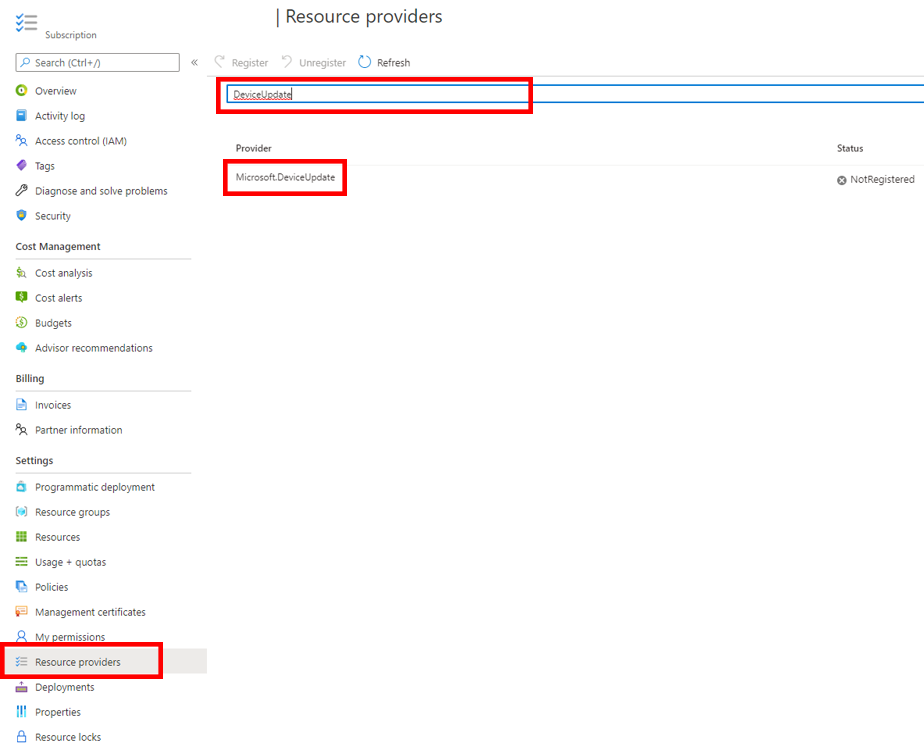 | Resource providers
Subscription
Search (Ctrl+/)
«
Register
Unregister
Refresh
DeviceUpdate
Provider
Status
Microsoft.DeviceUpdate
NotRegistered
Overview
Activity log
Access control (IAM)
Tags
Diagnose and solve problems
Security
Cost Management
Cost analysis
Cost alerts
Budgets
Advisor recommendations
Billing
Invoices
Partner information
Settings
Programmatic deployment
Resource groups
Resources
Usage + quotas
Policies
Management certificates
My permissions
Resource providers
Deployments
Properties
Resource locks